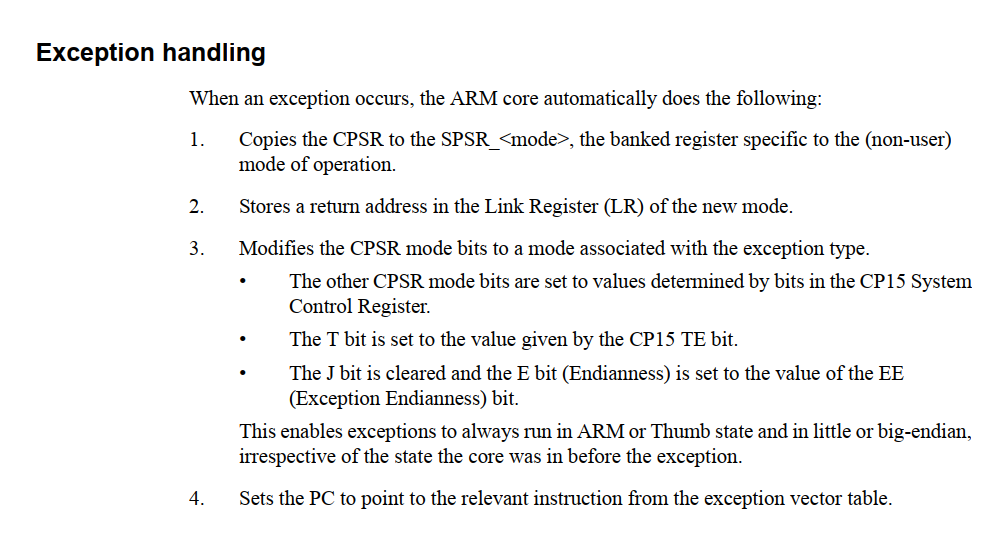 Exception handling
When an exception occurs, the ARM core automatically does the following:
1. Copies the CPSR to the SPSR_<mode>, the banked register specific to the (non-user)
mode of operation.
2. Stores a return address in the Link Register (LR) of the new mode.
3. Modifies the CPSR mode bits to a mode associated with the exception type.
• The other CPSR mode bits are set to values determined by bits in the CP15 System
Control Register.
• The T bit is set to the value given by the CP15 TE bit.
• The J bit is cleared and the E bit (Endianness) is set to the value of the EE
(Exception Endianness) bit.
This enables exceptions to always run in ARM or Thumb state and in little or big-endian,
irrespective of the state the core was in before the exception.
4. Sets the PC to point to the relevant instruction from the exception vector table.